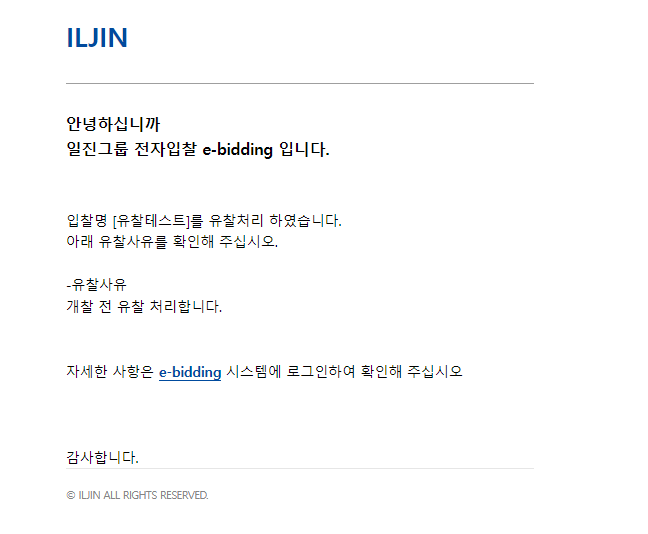 ILJIN
안녕하십니까
일진그룹 전자입찰 e-bidding 입니다.
입찰명 [유찰테스트]를 유찰처리 하였습니다.
아래 유찰사유를 확인해 주십시오.
-유찰사유
개찰 전 유찰 처리합니다.
자세한 사항은 e-bidding 시스템에 로그인하여 확인해 주십시오
감사합니다.
© ILJIN ALL RIGHTS RESERVED.